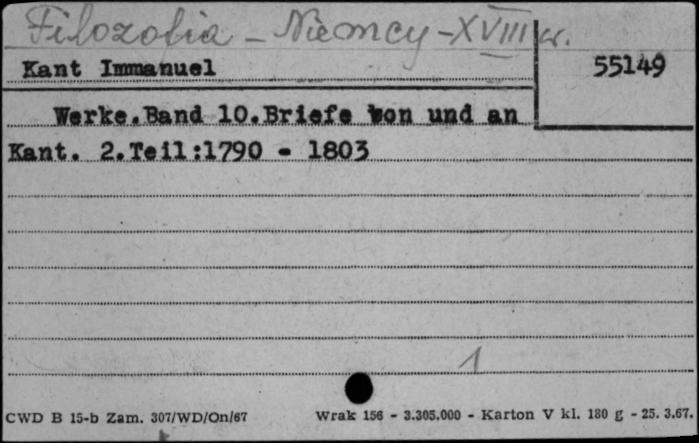 Filozofia - Niemcy - XVIII w.
Kant Immanuel
55149
Werke.Band 10.Briefe von und an
Kant. 2.Teil:1790 - 1803
1
CWD B 15-b Zam. 307/WD/On/67 Wrak 156 - 3.305.000 - Karton V kl. 180 g - 25. 3.67.